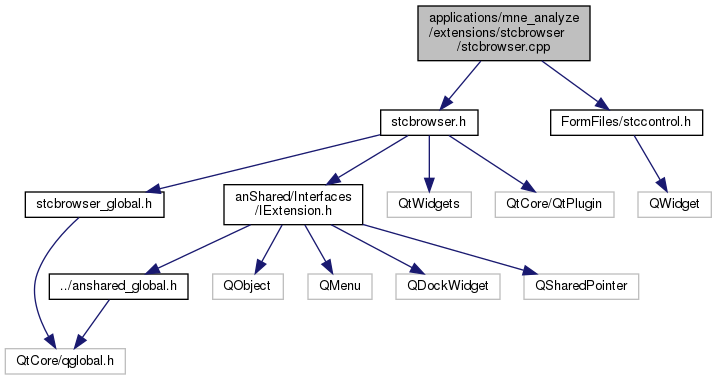 applications/mne_analyze
/extensions/stcbrowser
/stcbrowser.cpp
stcbrowser.h
FormFiles/stccontrol.h
stcbrowser_global.h
anShared/Interfaces
/IExtension.h
QtWidgets
QtCore/QtPlugin
QWidget
../anshared_global.h
QObject
QMenu
QDockWidget
QSharedPointer
QtCore/qglobal.h